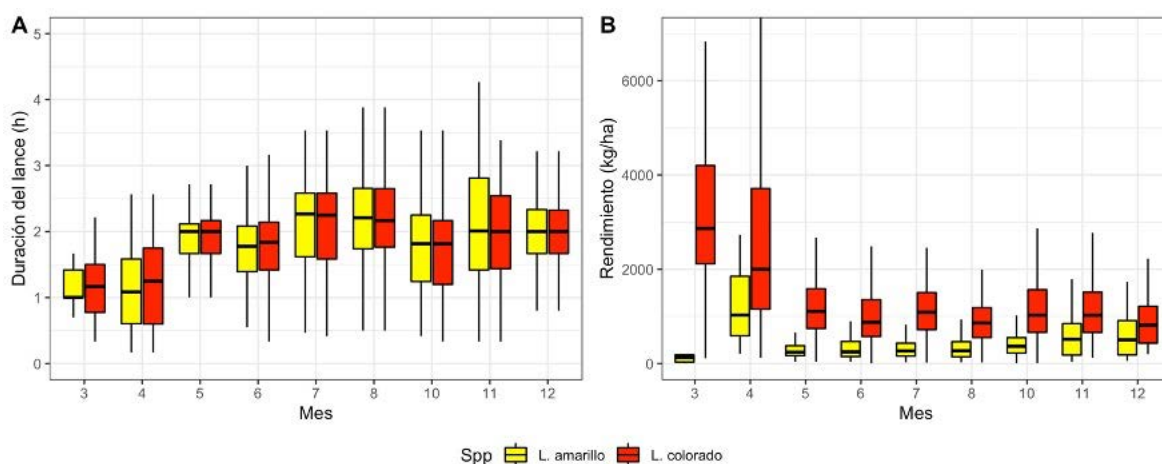 A
Duración del lance (h)
5
4
3
2
1
0
3 4 5 6 7 8 10 11 12
Mes
B
Rendimiento (kg/ha)
6000
4000
2000
0
3 4 5 6 7 8 10 11 12
Mes
Spp L. amarillo L. colorado